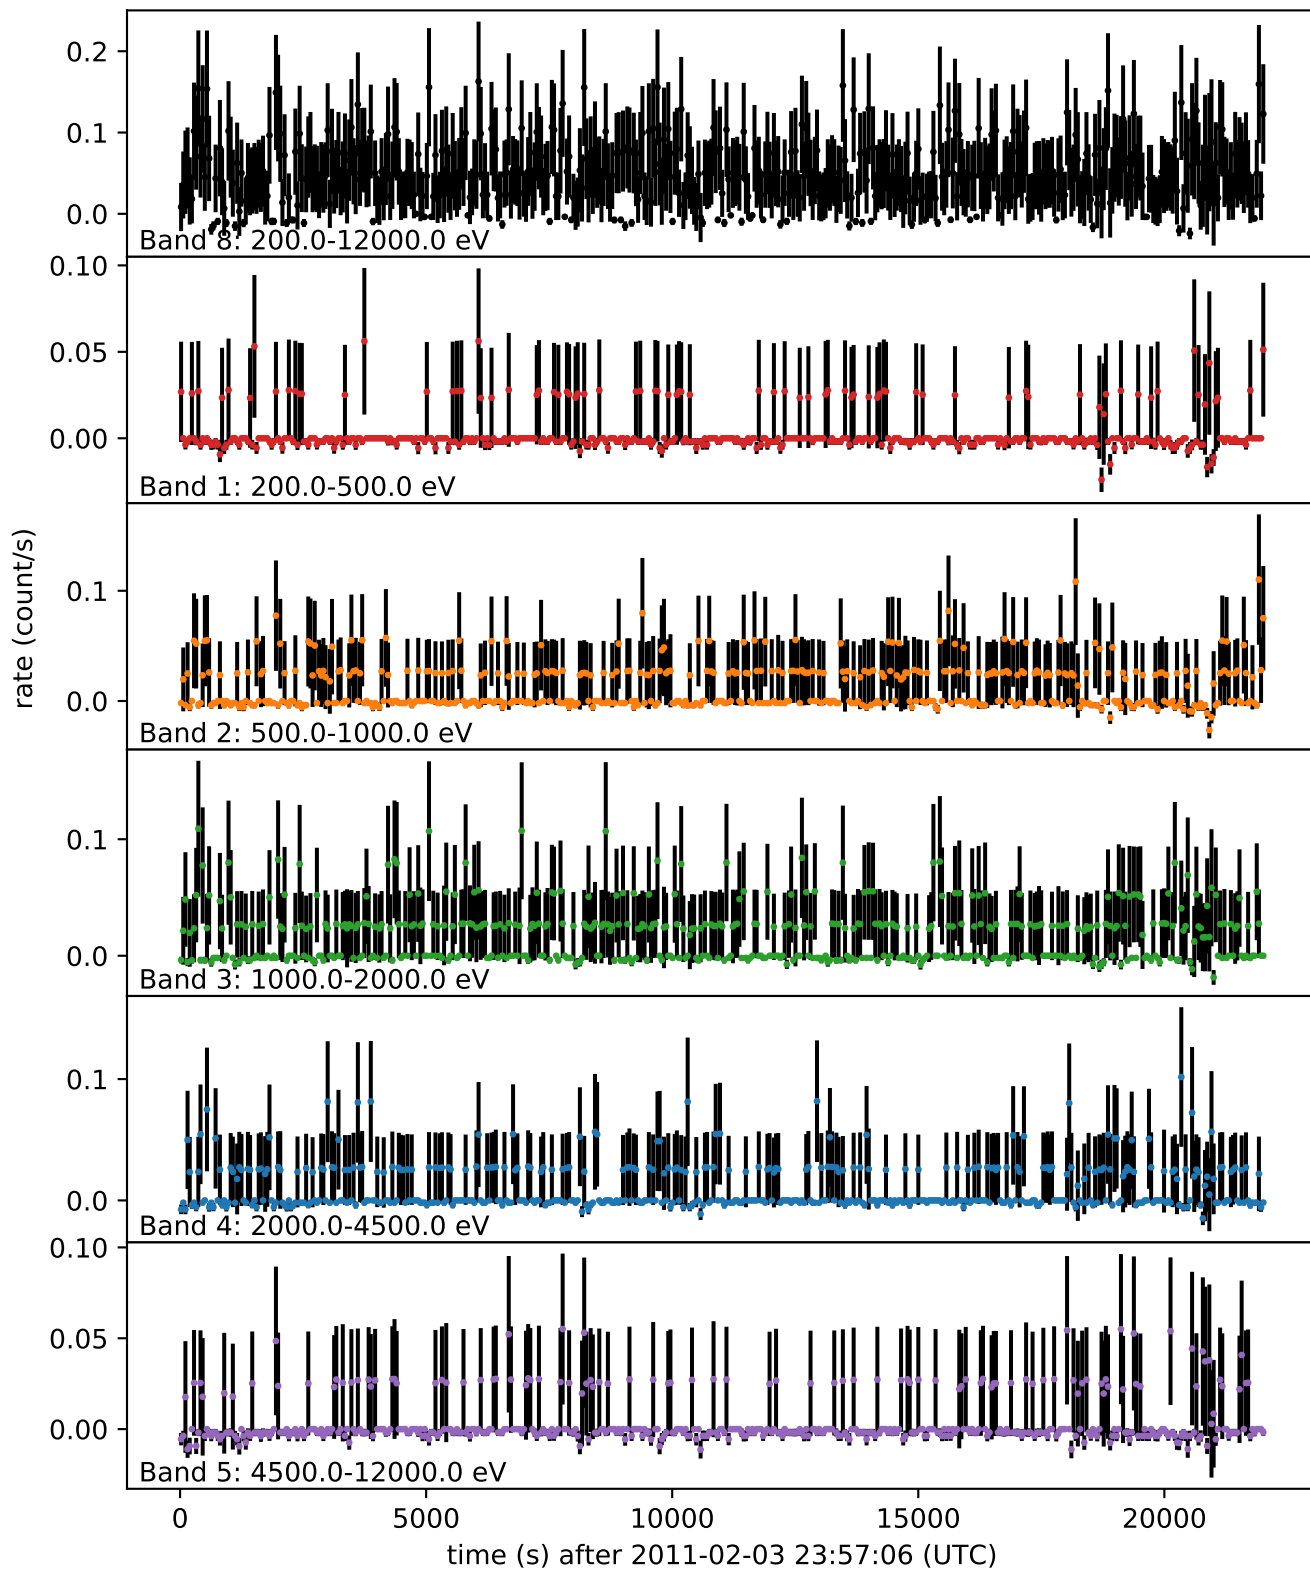 0.2
0.1
0.0
Band 8: 200.0-12000.0 eV
0.10
0.05
0.00
Band 1: 200.0-500.0 eV
0.1
0.0
Band 2: 500.0-1000.0 eV
rate (count/s)
0.1
0.0
Band 3: 1000.0-2000.0 eV
0.1
0.0
Band 4: 2000.0-4500.0 eV
0.10
0.05
0.00
Band 5: 4500.0-12000.0 eV
0 5000 10000 15000 20000
time (s) after 2011-02-03 23:57:06 (UTC)